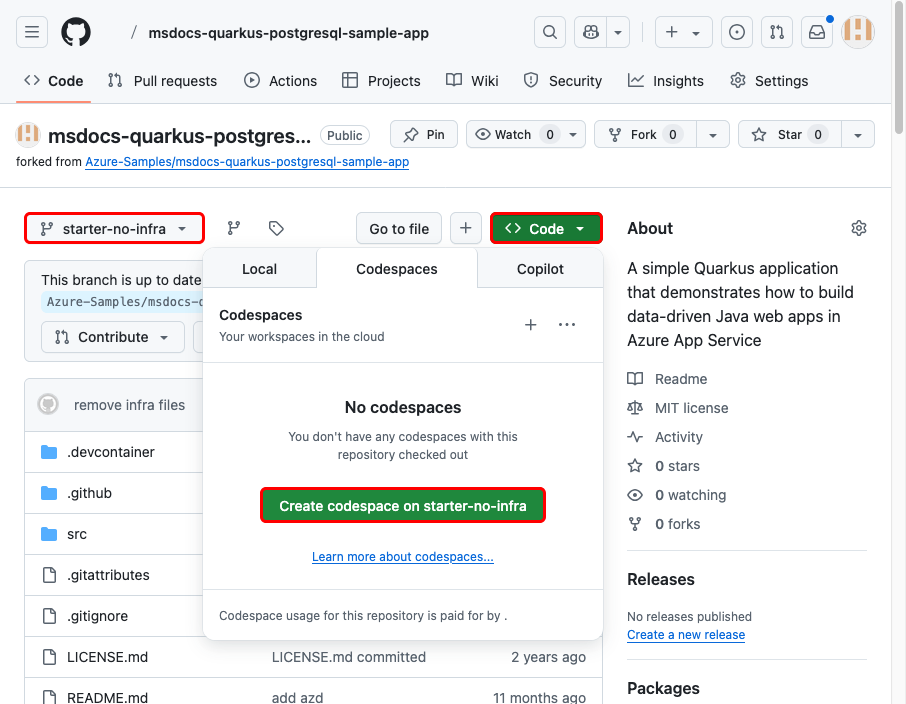 / msdocs-quarkus-postgresql-sample-app
Code Pull requests Actions Projects Wiki Security Insights Settings
msdocs-quarkus-postgres... Public Pin Watch 0 Fork 0 Star 0
forked from Azure-Samples/msdocs-quarkus-postgresql-sample-app
starter-no-infra Go to file Code
This branch is up to date
Azure-Samples/msdocs-
Contribute
remove infra files
.devcontainer
.github
src
.gitattributes
.gitignore
LICENSE.md LICENSE.md committed 2 years ago
README.md add azd 11 months ago
Local Codespaces Copilot
Codespaces
Your workspaces in the cloud
No codespaces
You don't have any codespaces with this
repository checked out
Create codespace on starter-no-infra
Learn more about codespaces...
Codespace usage for this repository is paid for by .
About
A simple Quarkus application
that demonstrates how to build
data-driven Java web apps in
Azure App Service
Readme
MIT license
Activity
0 stars
0 watching
0 forks
Releases
No releases published
Create a new release
Packages